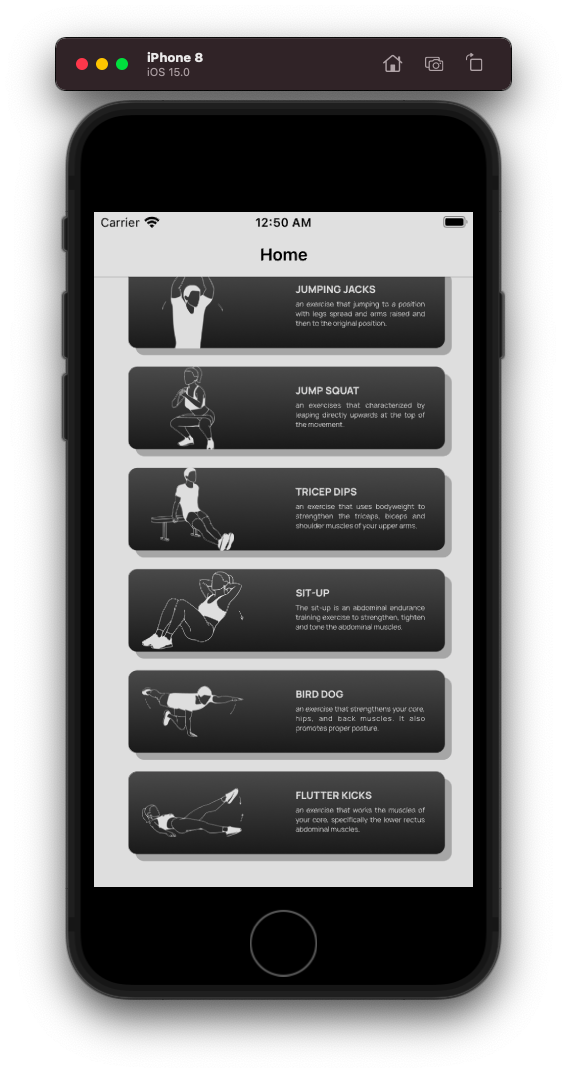 iPhone 8
iOS 15.0
Carrier
12:50 AM
Home
JUMPING JACKS
an exercise that jumping to a position
with legs spread and arms raised and
then to the original position.
JUMP SQUAT
an exercises that characterized by
leaping directly upwards at the top of
the movement.
TRICEP DIPS
an exercise that uses bodyweight to
strengthen the triceps, biceps and
shoulder muscles of your upper arms.
SIT-UP
The sit-up is an abdominal endurance
training exercise to strengthen, tighten
and tone the abdominal muscles.
BIRD DOG
an exercise that strengthens your core,
hips, and back muscles. It also
promotes proper posture.
FLUTTER KICKS
an exercise that works the muscles of
your core, specifically the lower rectus
abdominal muscles.